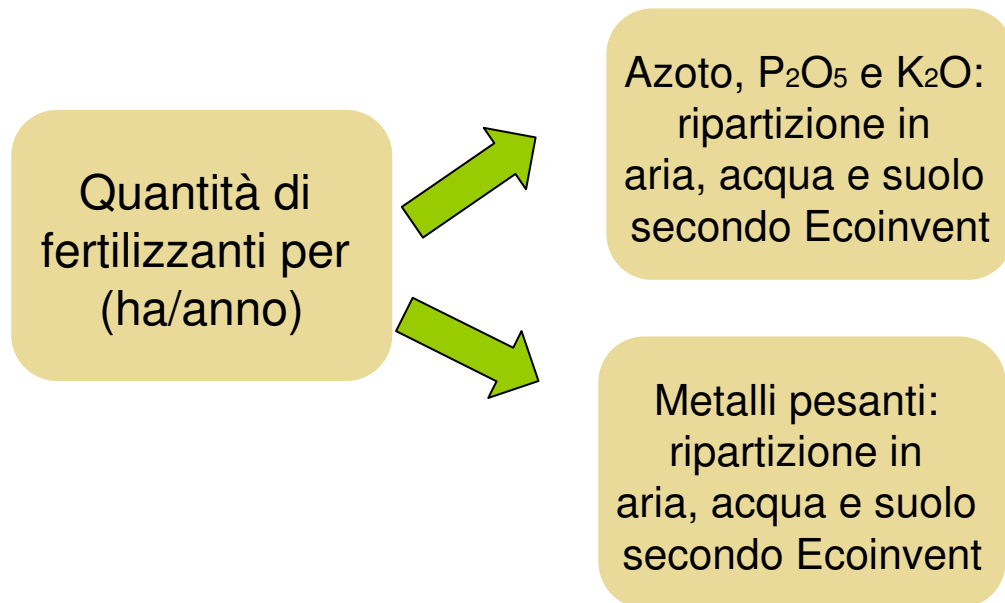 Quantità di
fertilizzanti per
(ha/anno)
Azoto, P₂O₅ e K₂O:
ripartizione in
aria, acqua e suolo
secondo Ecoinvent
Metalli pesanti:
ripartizione in
aria, acqua e suolo
secondo Ecoinvent